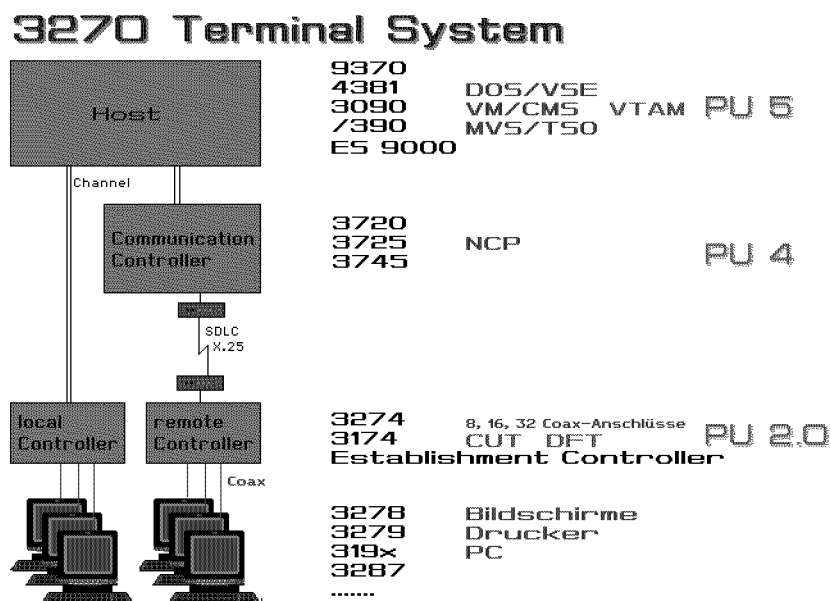 3270 Terminal System
Host
9370
4381 DOS/VSE
3090 VM/CMS VTAM PU 5
/390 MVS/TSO
ES 9000
Channel
Communication
Controller
3720
3725 NCP
3745 PU 4
SDLC
X.25
local
Controller
remote
Controller
3274 8, 16, 32 Coax-Anschlüsse
3174 CUT DFT PU 2.0
Establishment Controller
Coax
3278 Bildschirme
3279 Drucker
319x PC
3287
.......